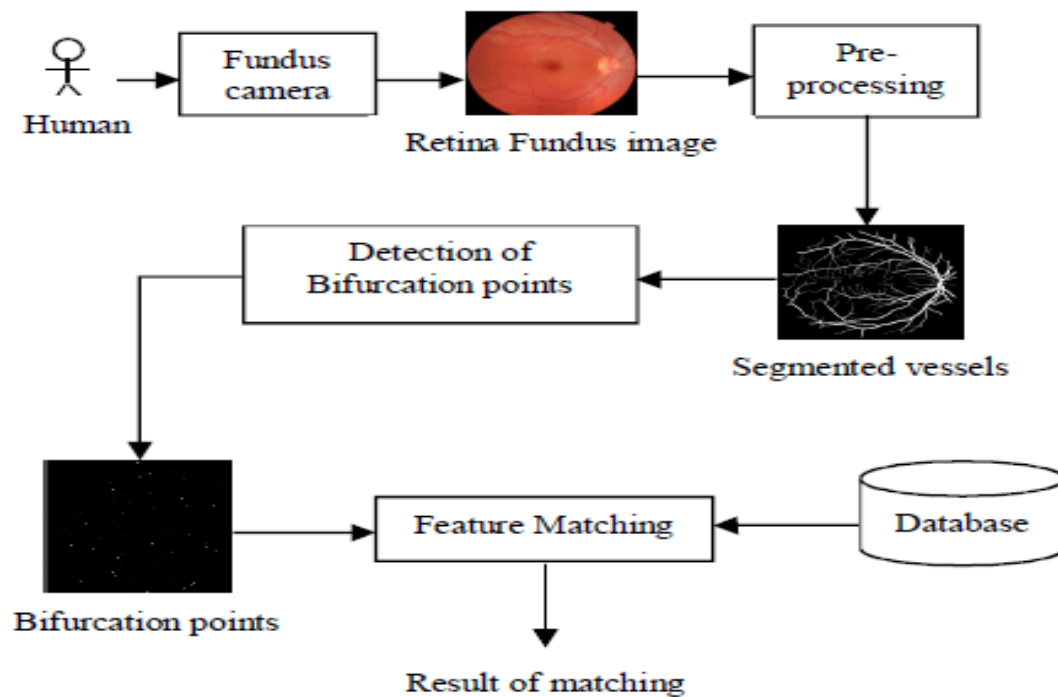 Human
Fundus
camera
Retina Fundus image
Pre-
processing
Segmented vessels
Detection of
Bifurcation points
Bifurcation points
Feature Matching
Database
Result of matching